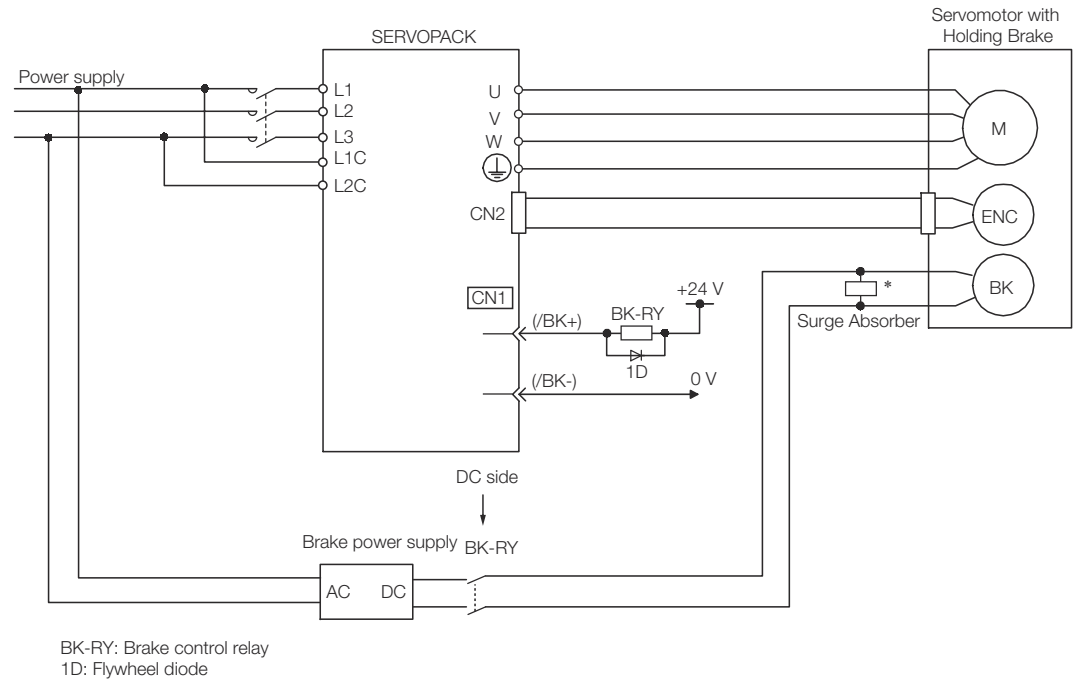 Servomotor with
Holding Brake
SERVOPACK
Power supply
L1
L2
L3
L1C
L2C
U
V
W
M
CN2
ENC
CN1
BK
*
Surge Absorber
+24 V
BK-RY
(/BK+)
1D
(/BK-)
0 V
DC side
Brake power supply
BK-RY
AC
DC
BK-RY: Brake control relay
1D: Flywheel diode